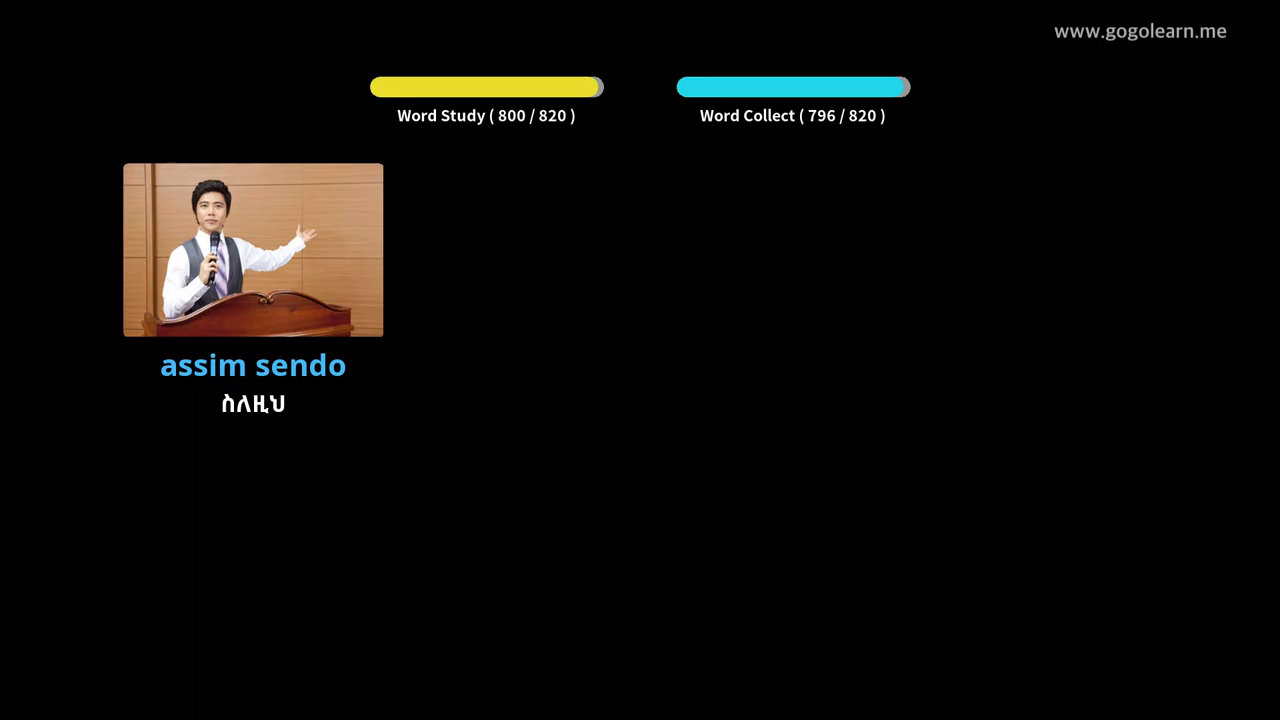 www.gogolearn.me
Word Study ( 800 / 820 )
Word Collect ( 796 / 820 )
assim sendo
ስለዚህ